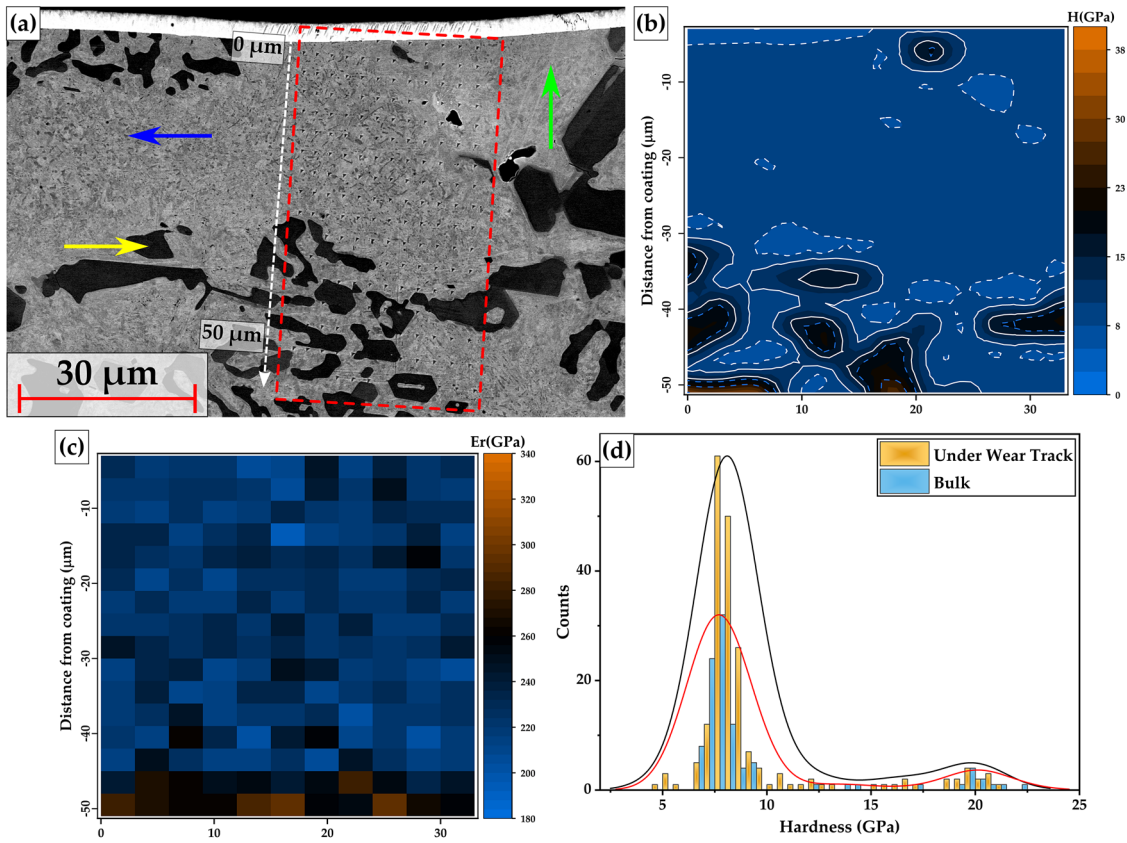 (a)
0 μm
50 μm
30 μm
(b)
H(GPa)
Distance from coating (μm)
-10
-20
-30
-40
-50
0
10
20
30
38
30
23
15
8
0
(c)
Er(GPa)
Distance from coating (μm)
-10
-20
-30
-40
-50
0
10
20
30
340
320
300
280
260
240
220
200
180
(d)
Under Wear Track
Bulk
Counts
60
40
20
0
5
10
15
20
25
Hardness (GPa)